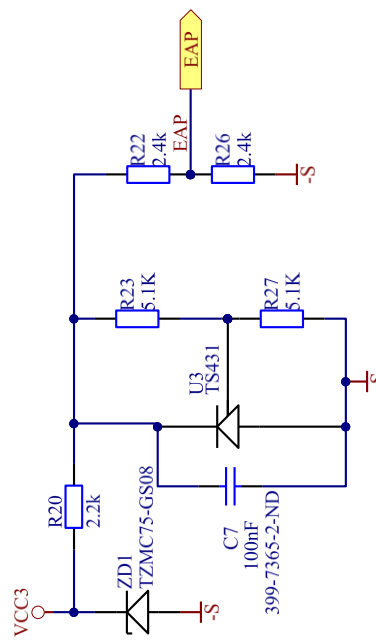 EAP
EAP
R22
2.4k
R26
2.4k
-S
R23
5.1K
R27
5.1K
U3
TS431
-S
R20
2.2k
C7
100nF
399-7365-2-ND
VCC3
ZD1
TZMC75-GS08
-S